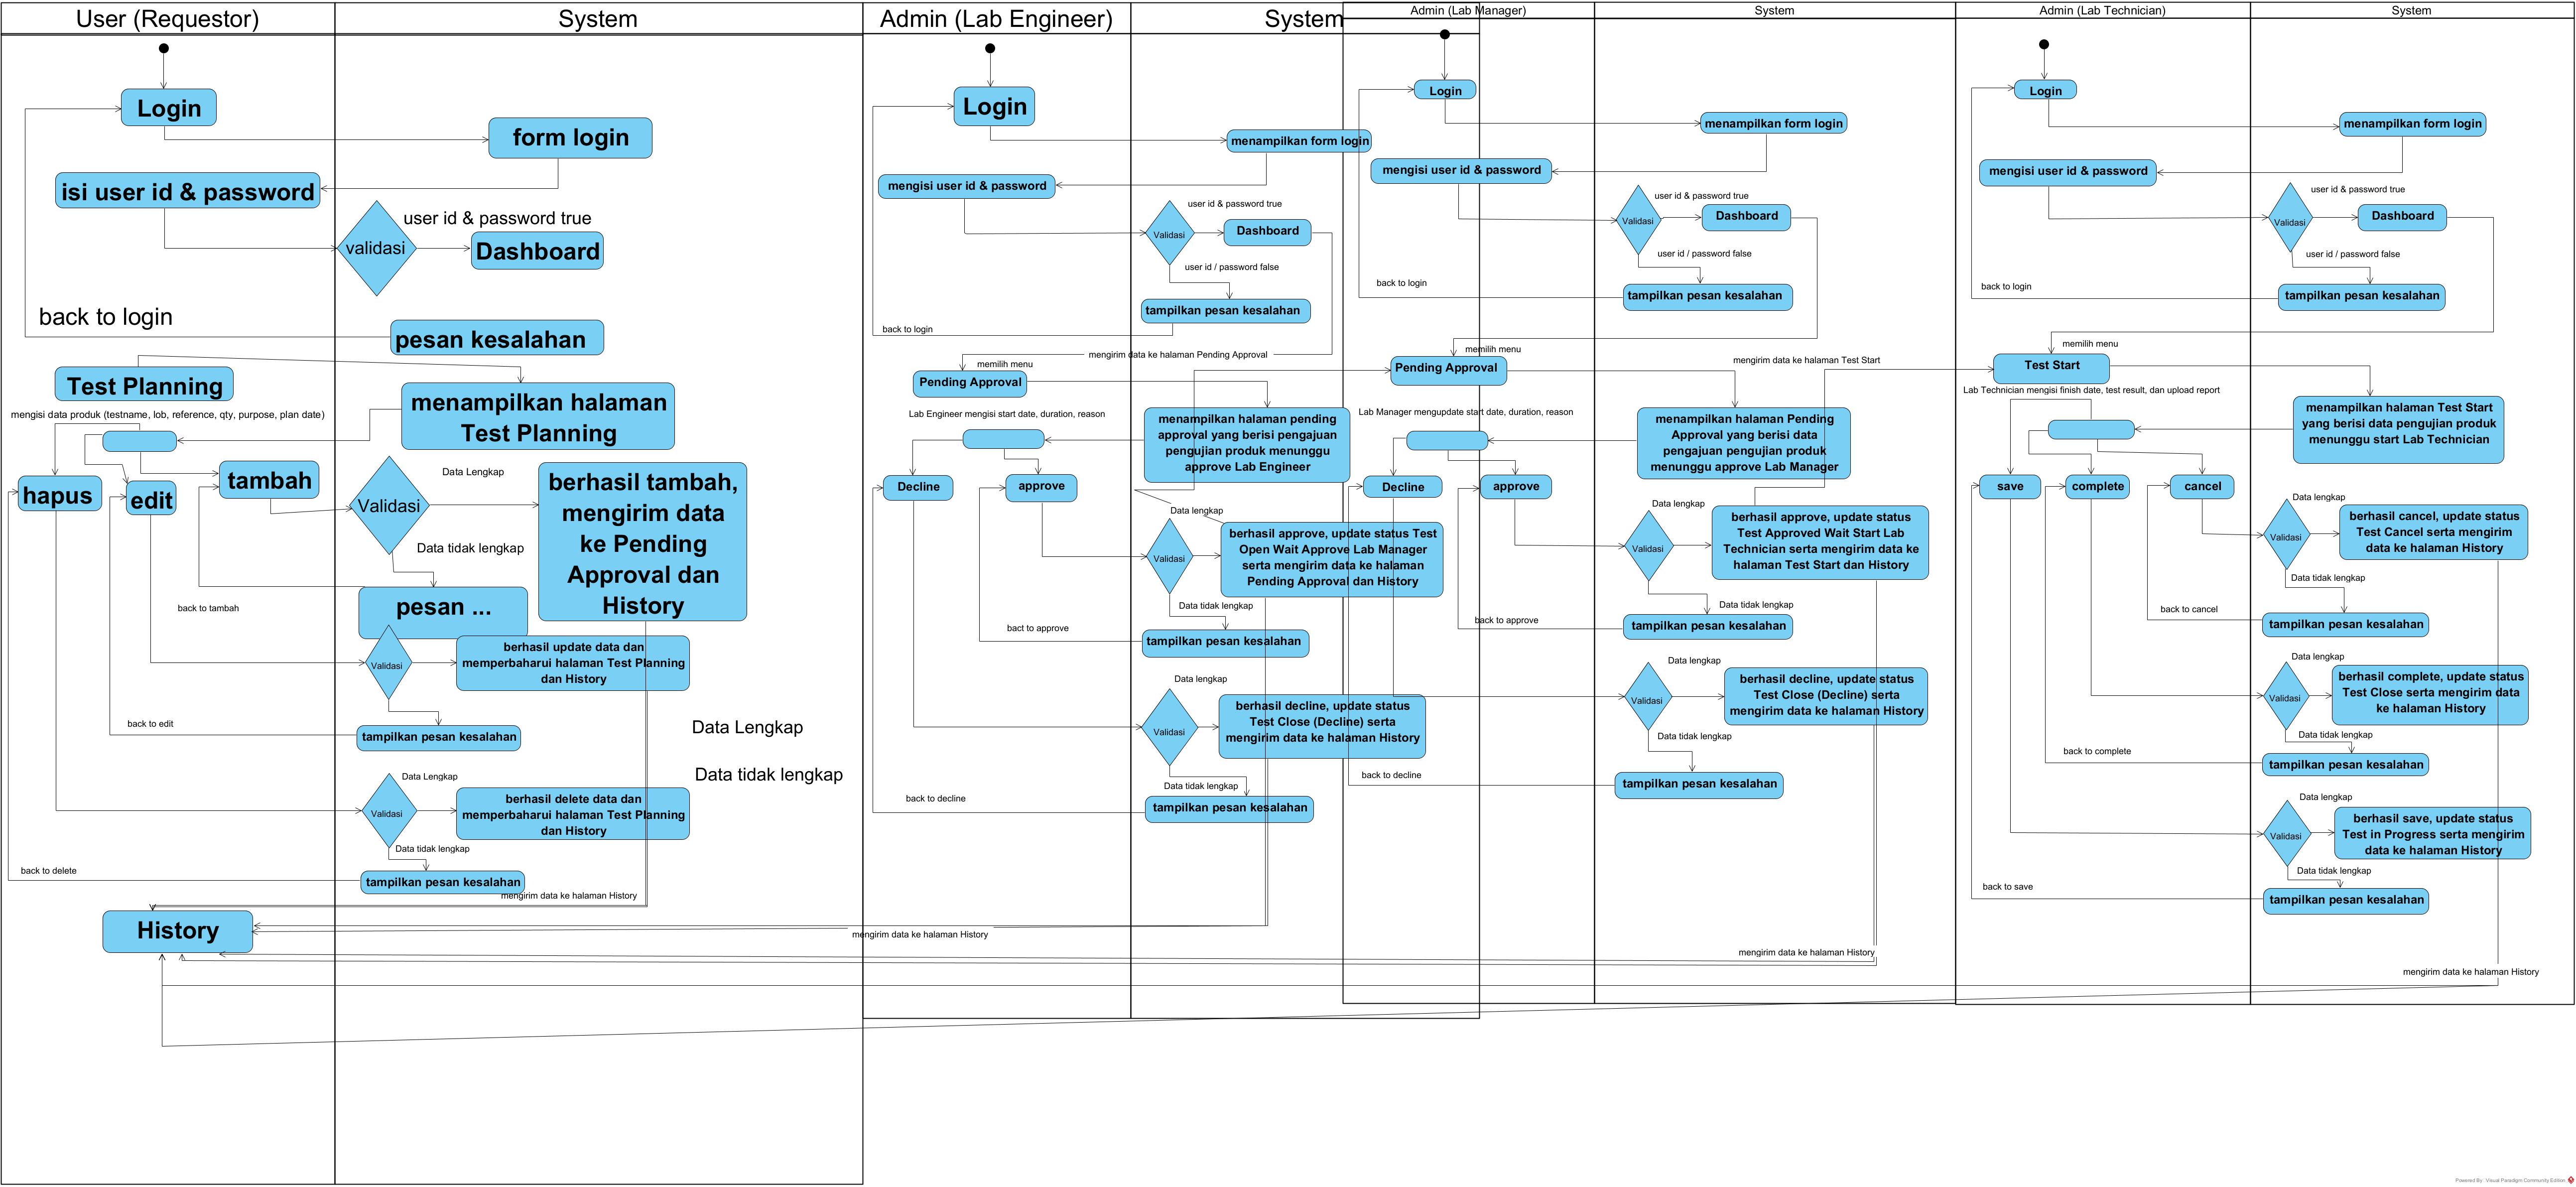 User (Requestor)
System
Login
form login
isi user id & password
user id & password true
validasi
Dashboard
back to login
pesan kesalahan
Test Planning
menampilkan halaman
Test Planning
mengisi data produk (testname, lob, reference, qty, purpose, plan date)
hapus
edit
tambah
Data Lengkap
Validasi
Data tidak lengkap
berhasil tambah,
mengirim data
ke Pending
Approval dan
History
pesan ...
back to tambah
Validasi
berhasil update data dan
memperbaharui halaman Test Planning
dan History
back to edit
tampilkan pesan kesalahan
Data Lengkap
Data tidak lengkap
Data Lengkap
Validasi
berhasil delete data dan
memperbaharui halaman Test Planning
dan History
Data tidak lengkap
back to delete
tampilkan pesan kesalahan
mengirim data ke halaman History
History
Admin (Lab Engineer)
System
Login
menampilkan form login
mengisi user id & password
user id & password true
Validasi
Dashboard
user id / password false
tampilkan pesan kesalahan
back to login
mengirim data ke halaman Pending Approval
memilih menu
Pending Approval
Lab Engineer mengisi start date, duration, reason
menampilkan halaman pending
approval yang berisi pengajuan
pengujian produk menunggu
approve Lab Engineer
Decline
approve
Data lengkap
Validasi
berhasil approve, update status Test
Open Wait Approve Lab Manager
serta mengirim data ke halaman
Pending Approval dan History
Data tidak lengkap
bact to approve
tampilkan pesan kesalahan
Data lengkap
Validasi
berhasil decline, update status
Test Close (Decline) serta
mengirim data ke halaman History
Data tidak lengkap
back to decline
tampilkan pesan kesalahan
mengirim data ke halaman History
Admin (Lab Manager)
System
Login
menampilkan form login
mengisi user id & password
user id & password true
Validasi
Dashboard
user id / password false
back to login
tampilkan pesan kesalahan
memilih menu
Pending Approval
mengirim data ke halaman Test Start
Lab Manager mengupdate start date, duration, reason
menampilkan halaman Pending
Approval yang berisi data
pengajuan pengujian produk
menunggu approve Lab Manager
Decline
approve
Data lengkap
Validasi
berhasil approve, update status
Test Approved Wait Start Lab
Technician serta mengirim data ke
halaman Test Start dan History
Data tidak lengkap
back to approve
tampilkan pesan kesalahan
Data lengkap
Validasi
berhasil decline, update status
Test Close (Decline) serta
mengirim data ke halaman History
Data tidak lengkap
back to decline
tampilkan pesan kesalahan
mengirim data ke halaman History
Admin (Lab Technician)
System
Login
menampilkan form login
mengisi user id & password
user id & password true
Validasi
Dashboard
user id / password false
back to login
tampilkan pesan kesalahan
memilih menu
Test Start
Lab Technician mengisi finish date, test result, dan upload report
menampilkan halaman Test Start
yang berisi data pengujian produk
menunggu start Lab Technician
save
complete
cancel
Data lengkap
Validasi
berhasil cancel, update status
Test Cancel serta mengirim
data ke halaman History
Data tidak lengkap
back to cancel
tampilkan pesan kesalahan
Data lengkap
Validasi
berhasil complete, update status
Test Close serta mengirim data
ke halaman History
Data tidak lengkap
back to complete
tampilkan pesan kesalahan
Data lengkap
Validasi
berhasil save, update status
Test in Progress serta mengirim
data ke halaman History
Data tidak lengkap
back to save
tampilkan pesan kesalahan
mengirim data ke halaman History
Powered By Visual Paradigm Community Edition